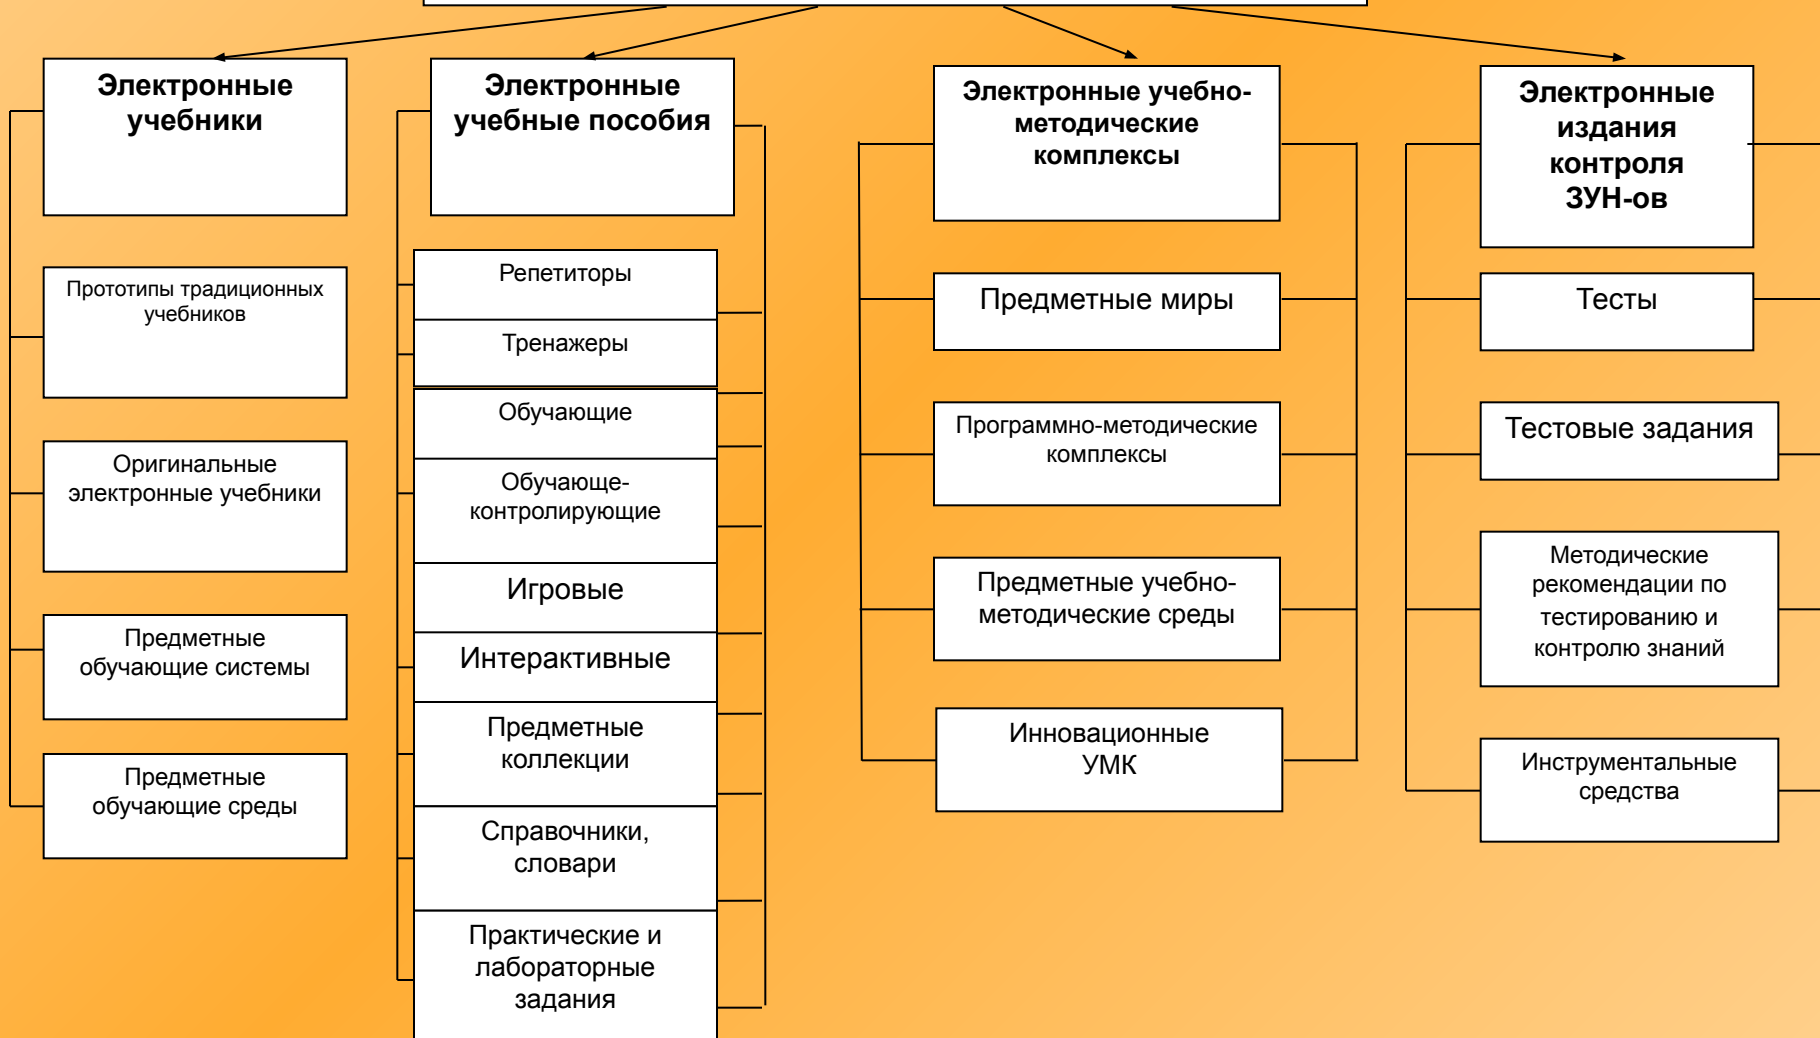 Электронные
учебники
Прототипы традиционных
учебников
Оригинальные
электронные учебники
Предметные
обучающие системы
Предметные
обучающие среды
Электронные
учебные пособия
Репетиторы
Тренажеры
Обучающие
Обучающе-
контролирующие
Игровые
Интерактивные
Предметные
коллекции
Справочники,
словари
Практические и
лабораторные
задания
Электронные учебно-
методические
комплексы
Предметные миры
Программно-методические
комплексы
Предметные учебно-
методические среды
Инновационные
УМК
Электронные
издания
контроля
ЗУН-ов
Тесты
Тестовые задания
Методические
рекомендации по
тестированию и
контролю знаний
Инструментальные
средства